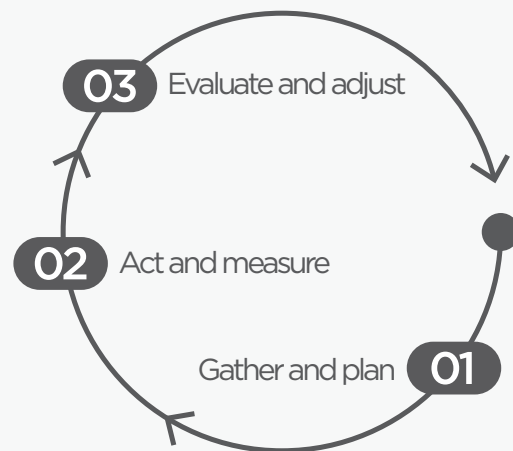 03 Evaluate and adjust
02 Act and measure
Gather and plan 01